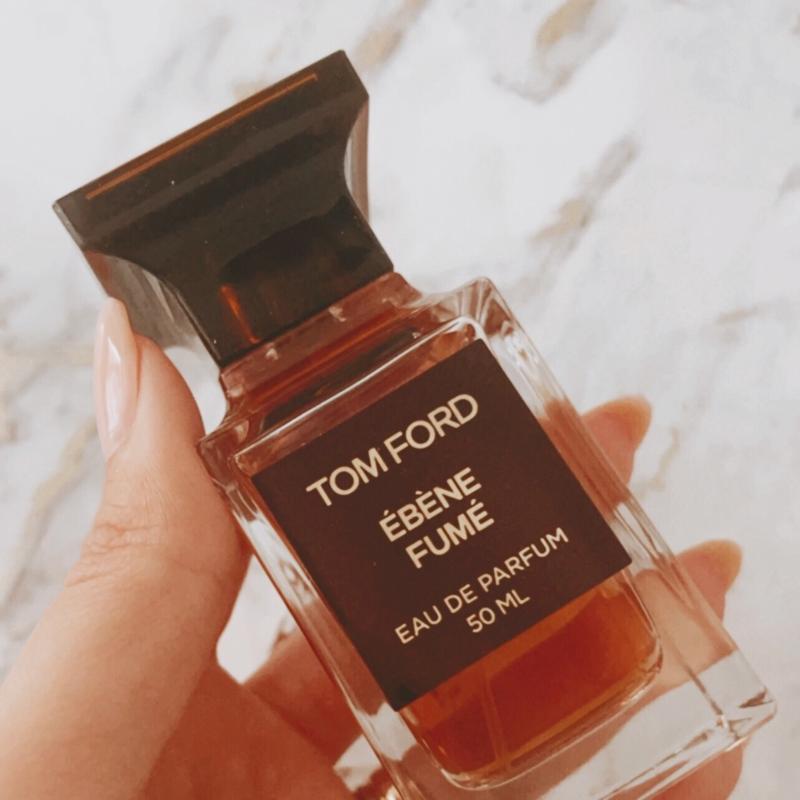 TOM FORD
ÉBÈNE
FUMÉ
EAU DE PARFUM
50 ML